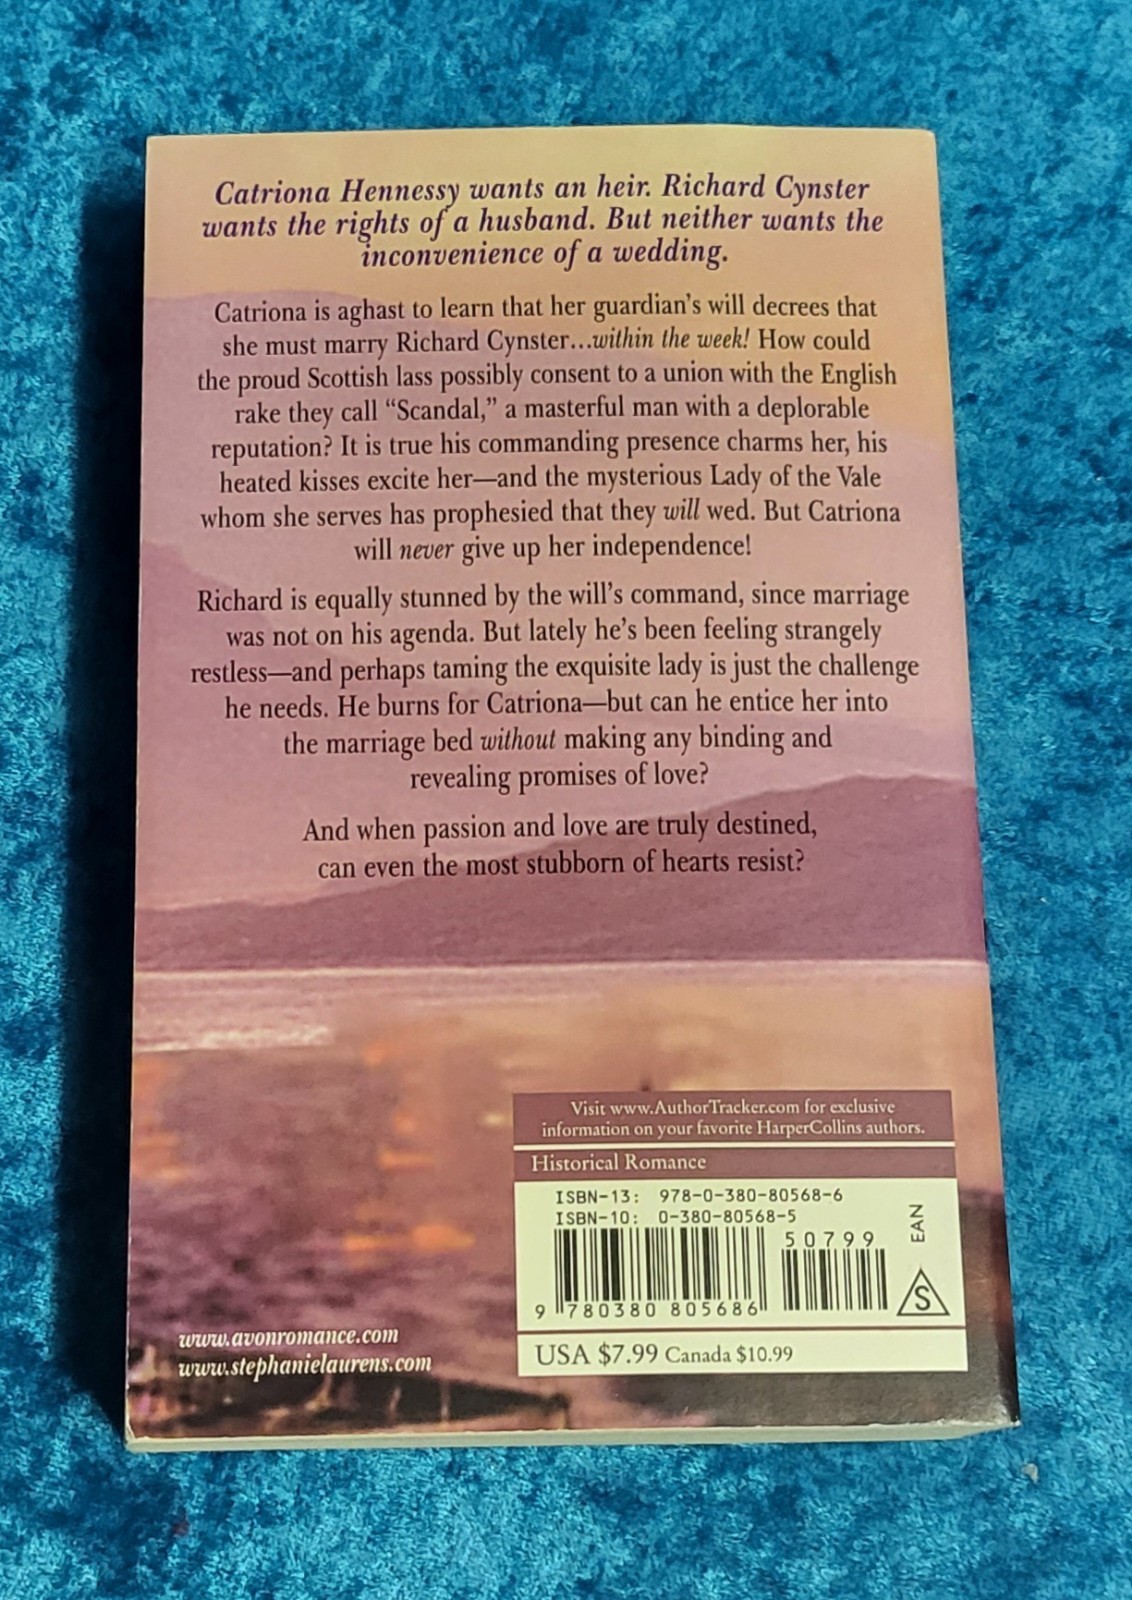 Catriona Hennessy wants an heir. Richard Cynster
wants the rights of a husband. But neither wants the
inconvenience of a wedding.
Catriona is aghast to learn that her guardian's will decrees that
she must marry Richard Cynster...within the week! How could
the proud Scottish lass possibly consent to a union with the English
rake they call “Scandal,” a masterful man with a deplorable
reputation? It is true his commanding presence charms her, his
heated kisses excite her—and the mysterious Lady of the Vale
whom she serves has prophesied that they will wed. But Catriona
will never give up her independence!
Richard is equally stunned by the will's command, since marriage
was not on his agenda. But lately he's been feeling strangely
restless—and perhaps taming the exquisite lady is just the challenge
he needs. He burns for Catriona—but can he entice her into
the marriage bed without making any binding and
revealing promises of love?
And when passion and love are truly destined,
can even the most stubborn of hearts resist?
Visit www.AuthorTracker.com for exclusive
information on your favorite HarperCollins authors.
Historical Romance
ISBN-13: 978-0-380-80568-6
ISBN-10: 0-380-80568-5
50799
EAN
9 780380 805686
S
USA $7.99 Canada $10.99
www.avonromance.com
www.stephanielaurens.com